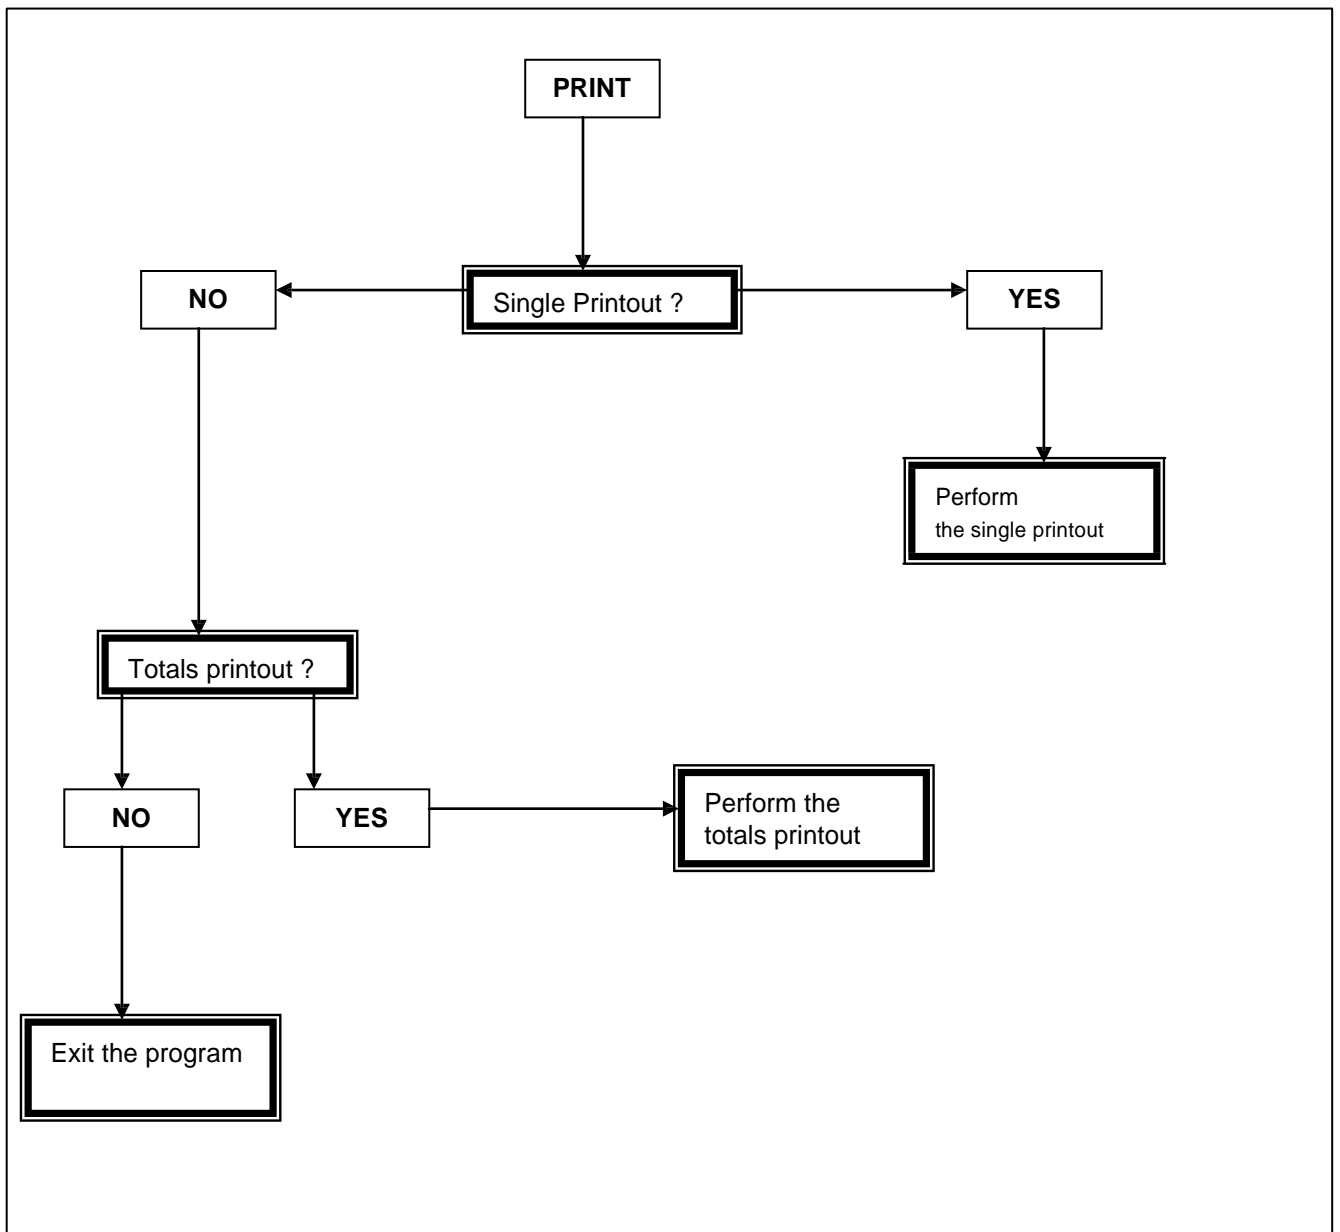 PRINT
NO
Single Printout ?
YES
Perform
the single printout
Totals printout ?
NO
YES
Perform the
totals printout
Exit the program